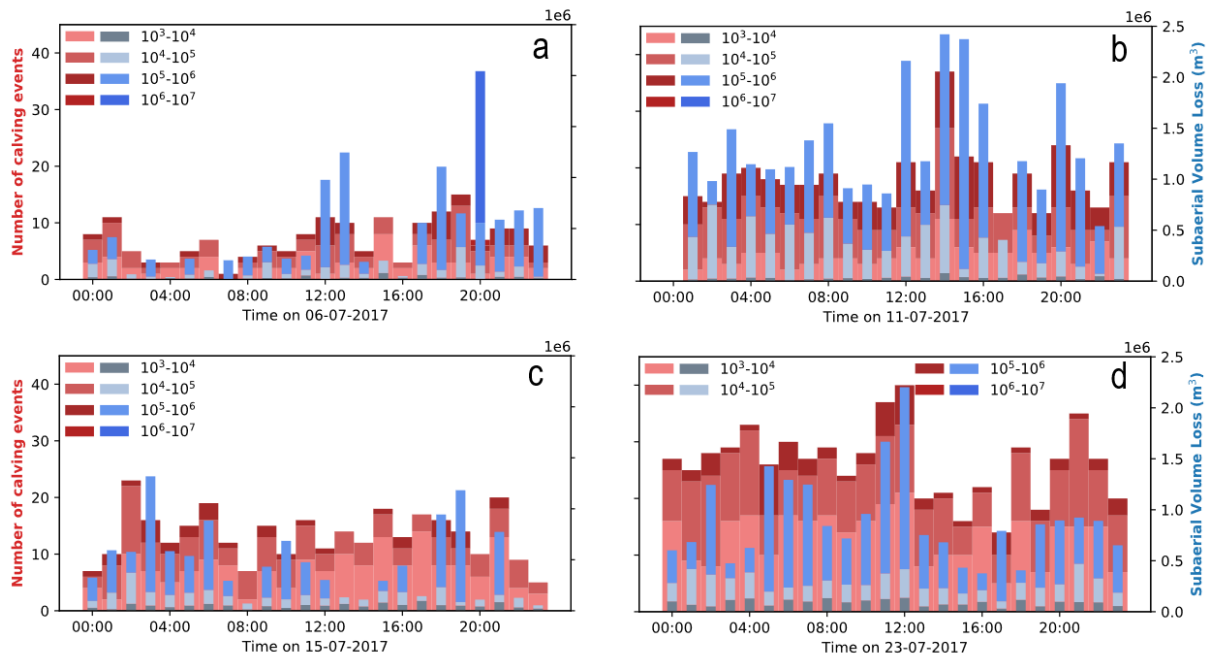 1e6
a
Number of calving events
40
30
20
10
0
10³-10⁴
10⁴-10⁵
10⁵-10⁶
10⁶-10⁷
00:00 04:00 08:00 12:00 16:00 20:00
Time on 06-07-2017
1e6
b
10³-10⁴
10⁴-10⁵
10⁵-10⁶
10⁶-10⁷
2.5
2.0
1.5
1.0
0.5
0.0
Subaerial Volume Loss (m³)
00:00 04:00 08:00 12:00 16:00 20:00
Time on 11-07-2017
1e6
c
Number of calving events
40
30
20
10
0
10³-10⁴
10⁴-10⁵
10⁵-10⁶
10⁶-10⁷
00:00 04:00 08:00 12:00 16:00 20:00
Time on 15-07-2017
1e6
d
10³-10⁴ 10⁵-10⁶
10⁴-10⁵ 10⁶-10⁷
2.5
2.0
1.5
1.0
0.5
0.0
Subaerial Volume Loss (m³)
00:00 04:00 08:00 12:00 16:00 20:00
Time on 23-07-2017